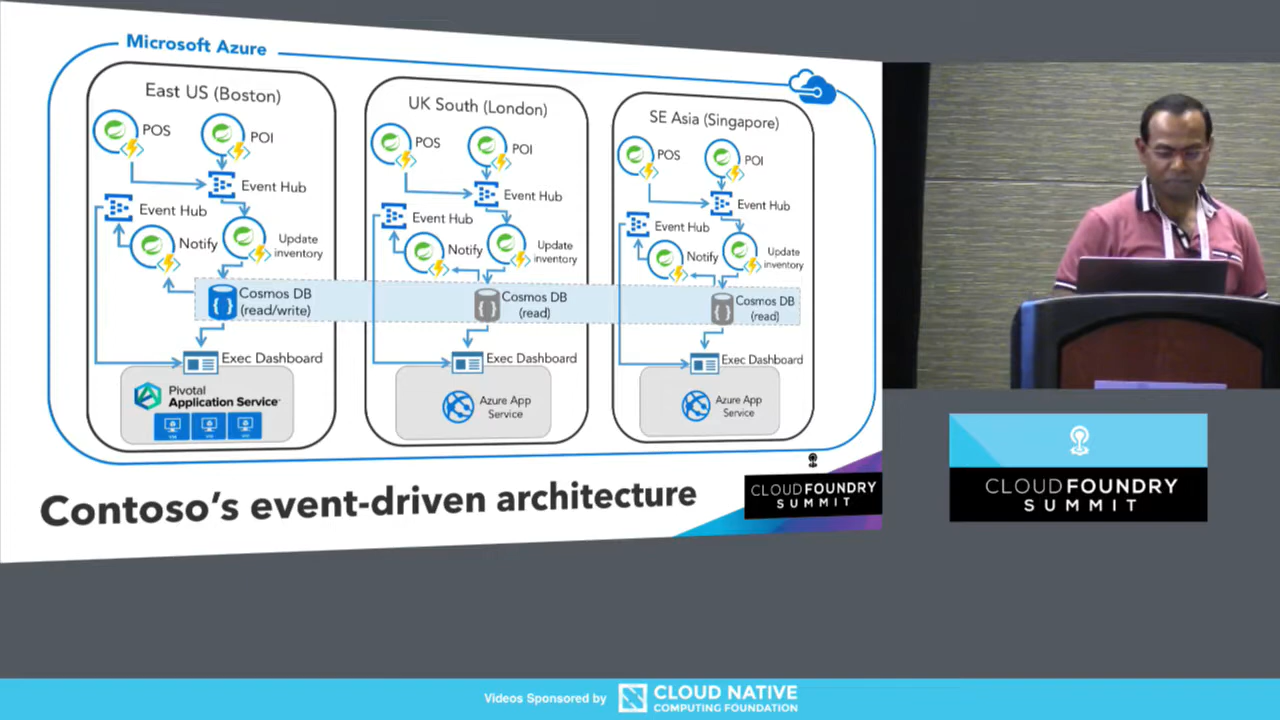 Microsoft Azure
East US (Boston)
POS
POI
Event Hub
Event Hub
Notify
Update
inventory
Cosmos DB
(read/write)
Exec Dashboard
Pivotal
Application Service
UK South (London)
POS
POI
Event Hub
Event Hub
Notify
Update
inventory
Cosmos DB
(read)
Exec Dashboard
Azure App
Service
SE Asia (Singapore)
POS
POI
Event Hub
Event Hub
Notify
Update
inventory
Cosmos DB
(read)
Exec Dashboard
Azure App
Service
Contoso's event-driven architecture
CLOUDFOUNDRY
SUMMIT
CLOUDFOUNDRY
SUMMIT
Videos Sponsored by
CLOUD NATIVE
COMPUTING FOUNDATION